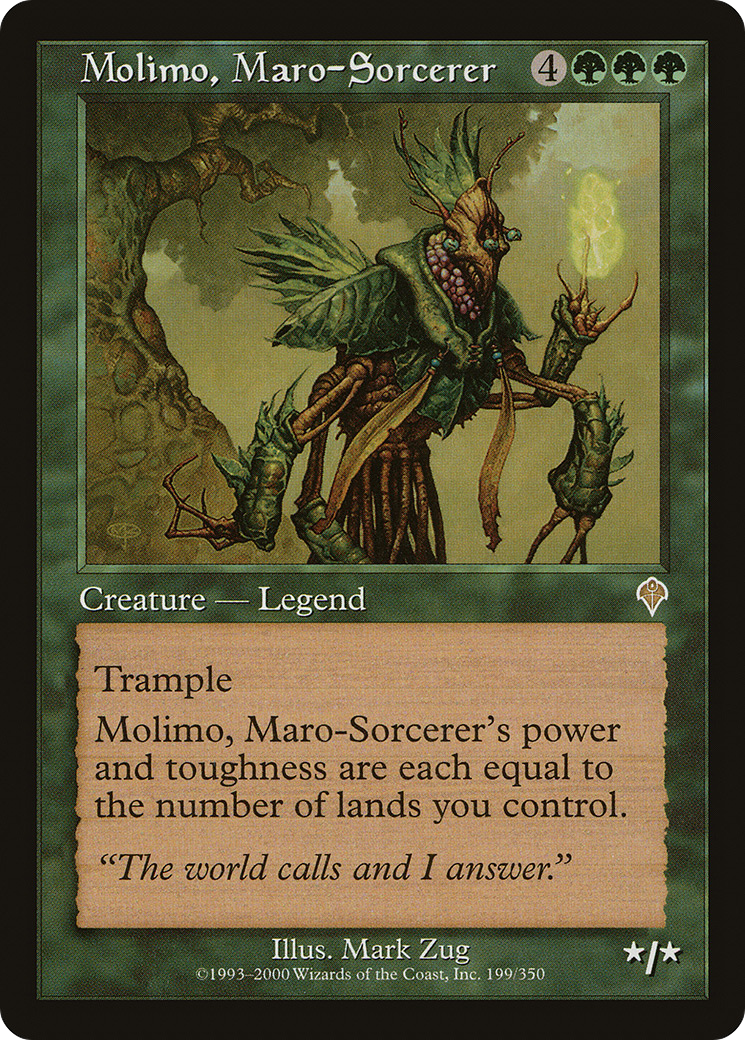 Molimo, Maro-Sorcerer 4
Creature — Legend
Trample
Molimo, Maro-Sorcerer's power
and toughness are each equal to
the number of lands you control.
“The world calls and I answer.”
Illus. Mark Zug
©1993–2000 Wizards of the Coast, Inc. 199/350
★/★